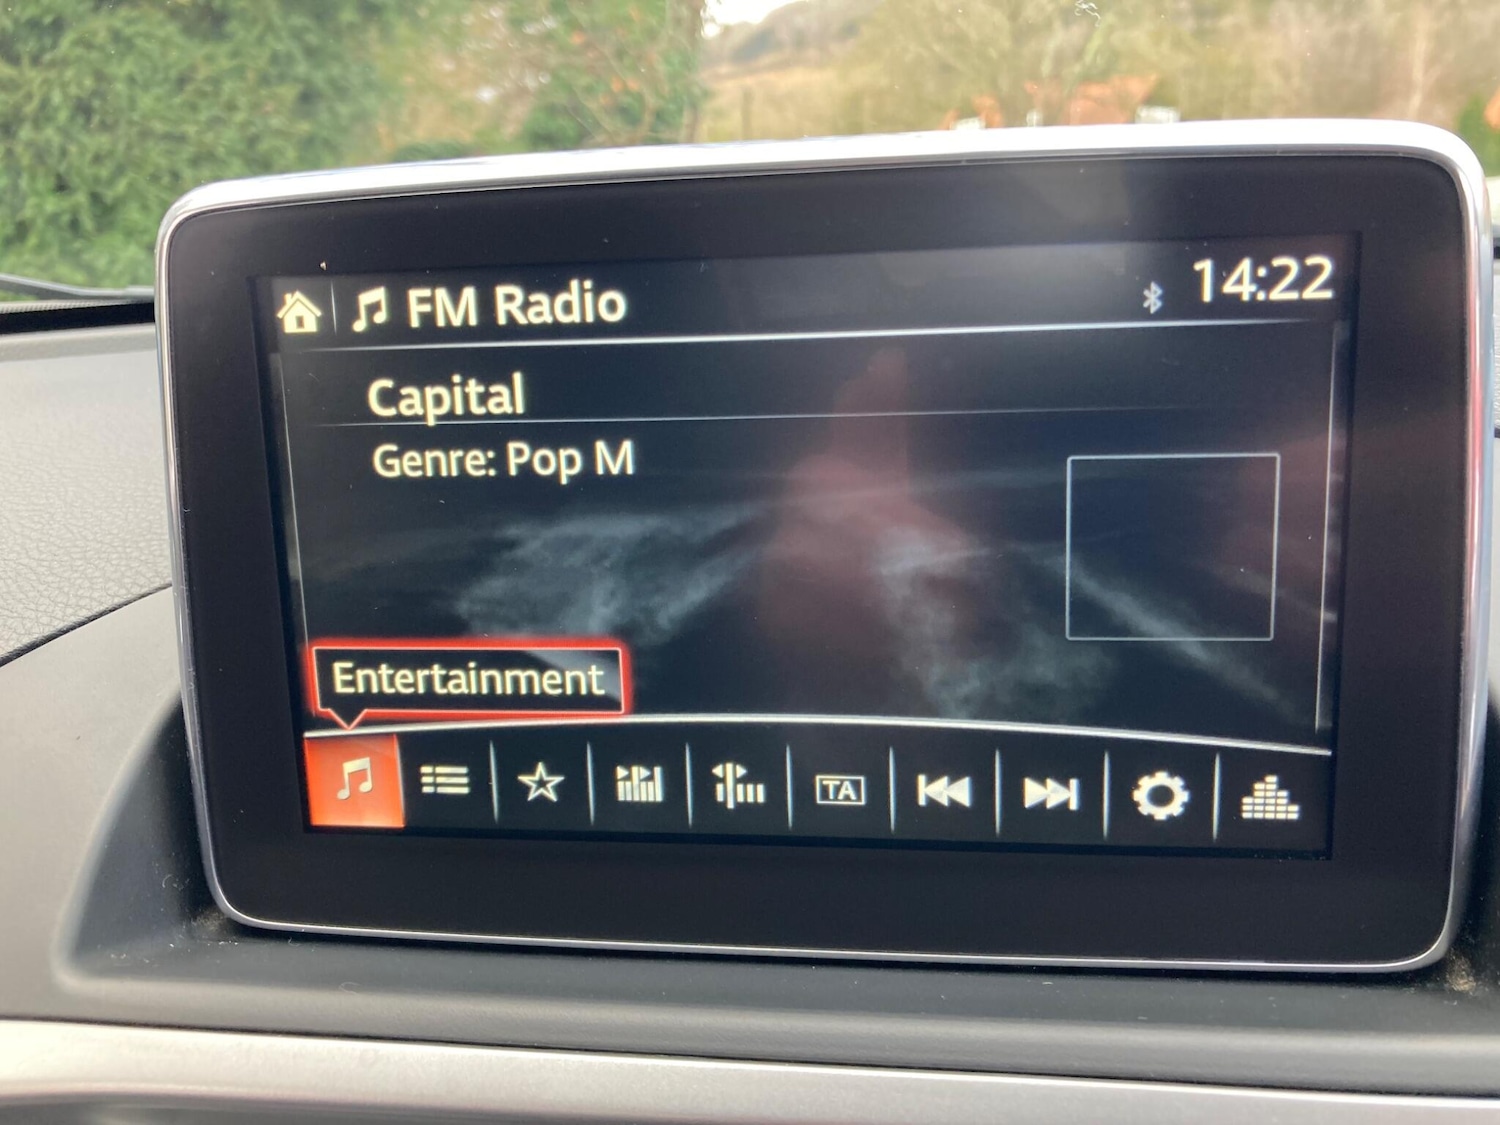 FM Radio
14:22
Capital
Genre: Pop M
Entertainment
TA